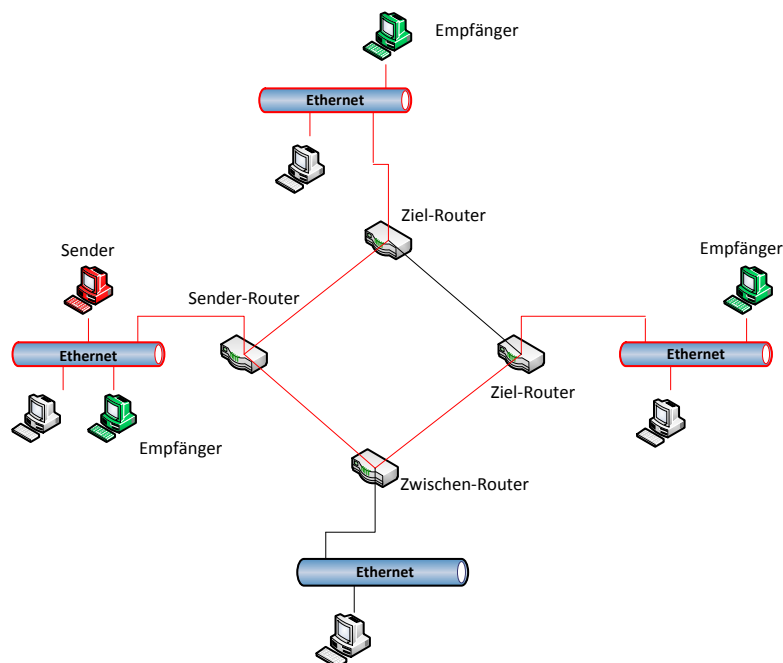 Empfänger
Ethernet
Ziel-Router
Sender
Empfänger
Sender-Router
Ethernet
Ethernet
Ziel-Router
Empfänger
Zwischen-Router
Ethernet